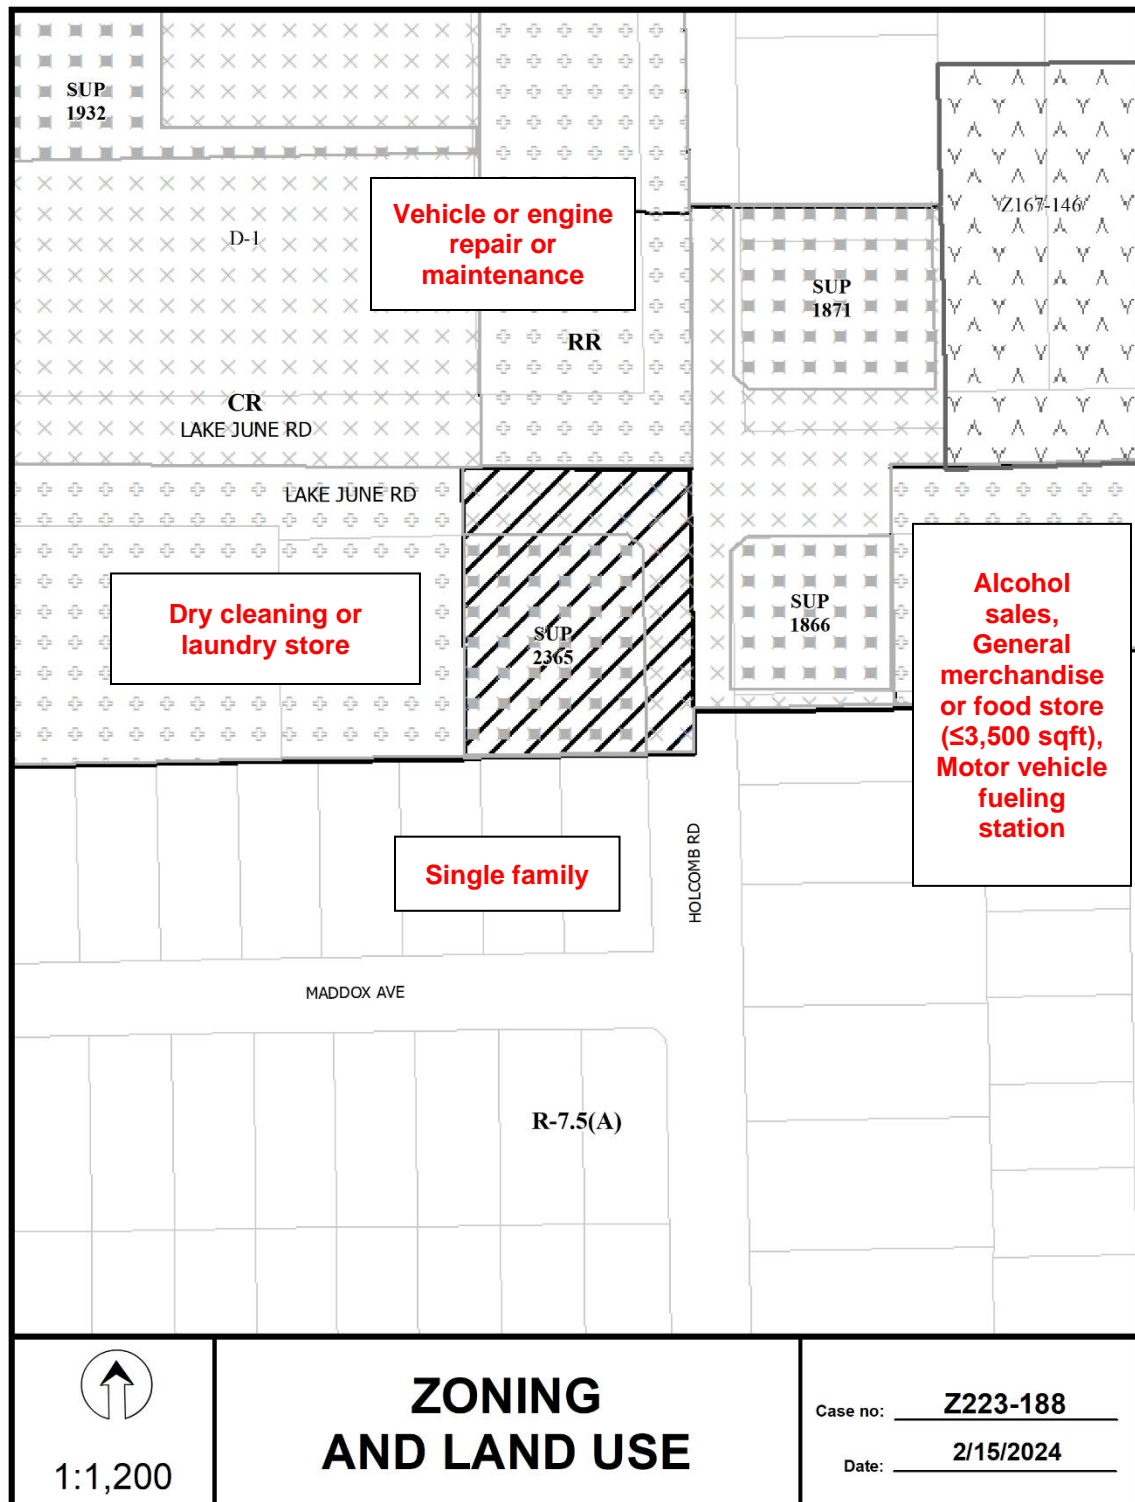 SUP
1932
Vehicle or engine
repair or
maintenance
Z167-146
D-1
SUP
1871
RR
CR
LAKE JUNE RD
LAKE JUNE RD
Dry cleaning or
laundry store
SUP
2365
SUP
1866
Alcohol
sales,
General
merchandise
or food store
(≤3,500 sqft),
Motor vehicle
fueling
station
Single family
HOLCOMB RD
MADDOX AVE
R-7.5(A)
1:1,200
ZONING
AND LAND USE
Case no: Z223-188
Date: 2/15/2024